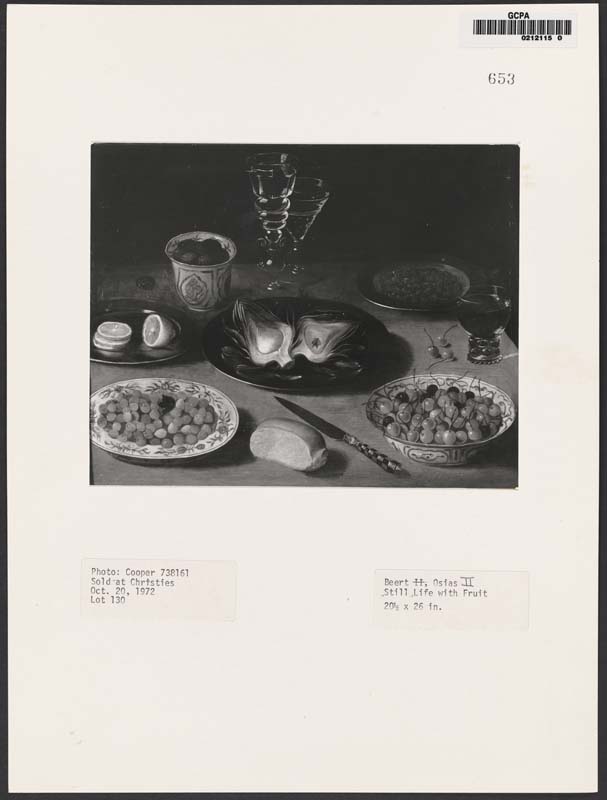 GCPA
0212115 0
653
Photo: Cooper 738161
Sold at Christies
Oct. 20, 1972
Lot 130
Beert II, Osias II
Still Life with Fruit
20½ x 26 in.